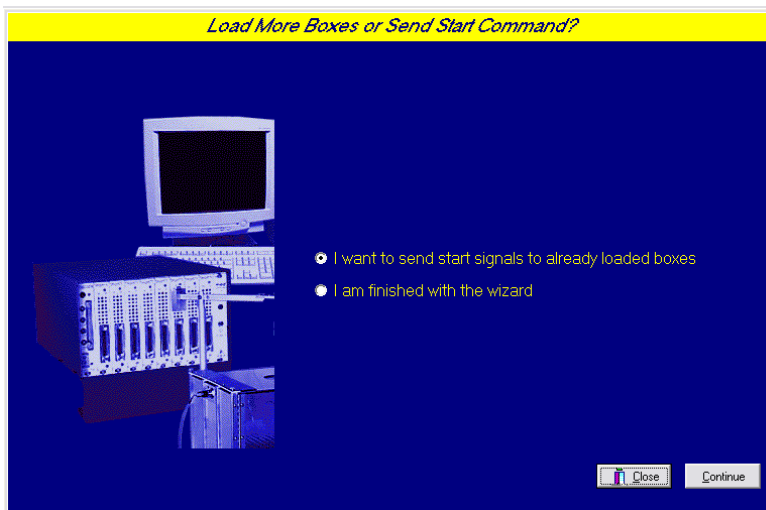 Load More Boxes or Send Start Command?
I want to send start signals to already loaded boxes
I am finished with the wizard
Close
Continue